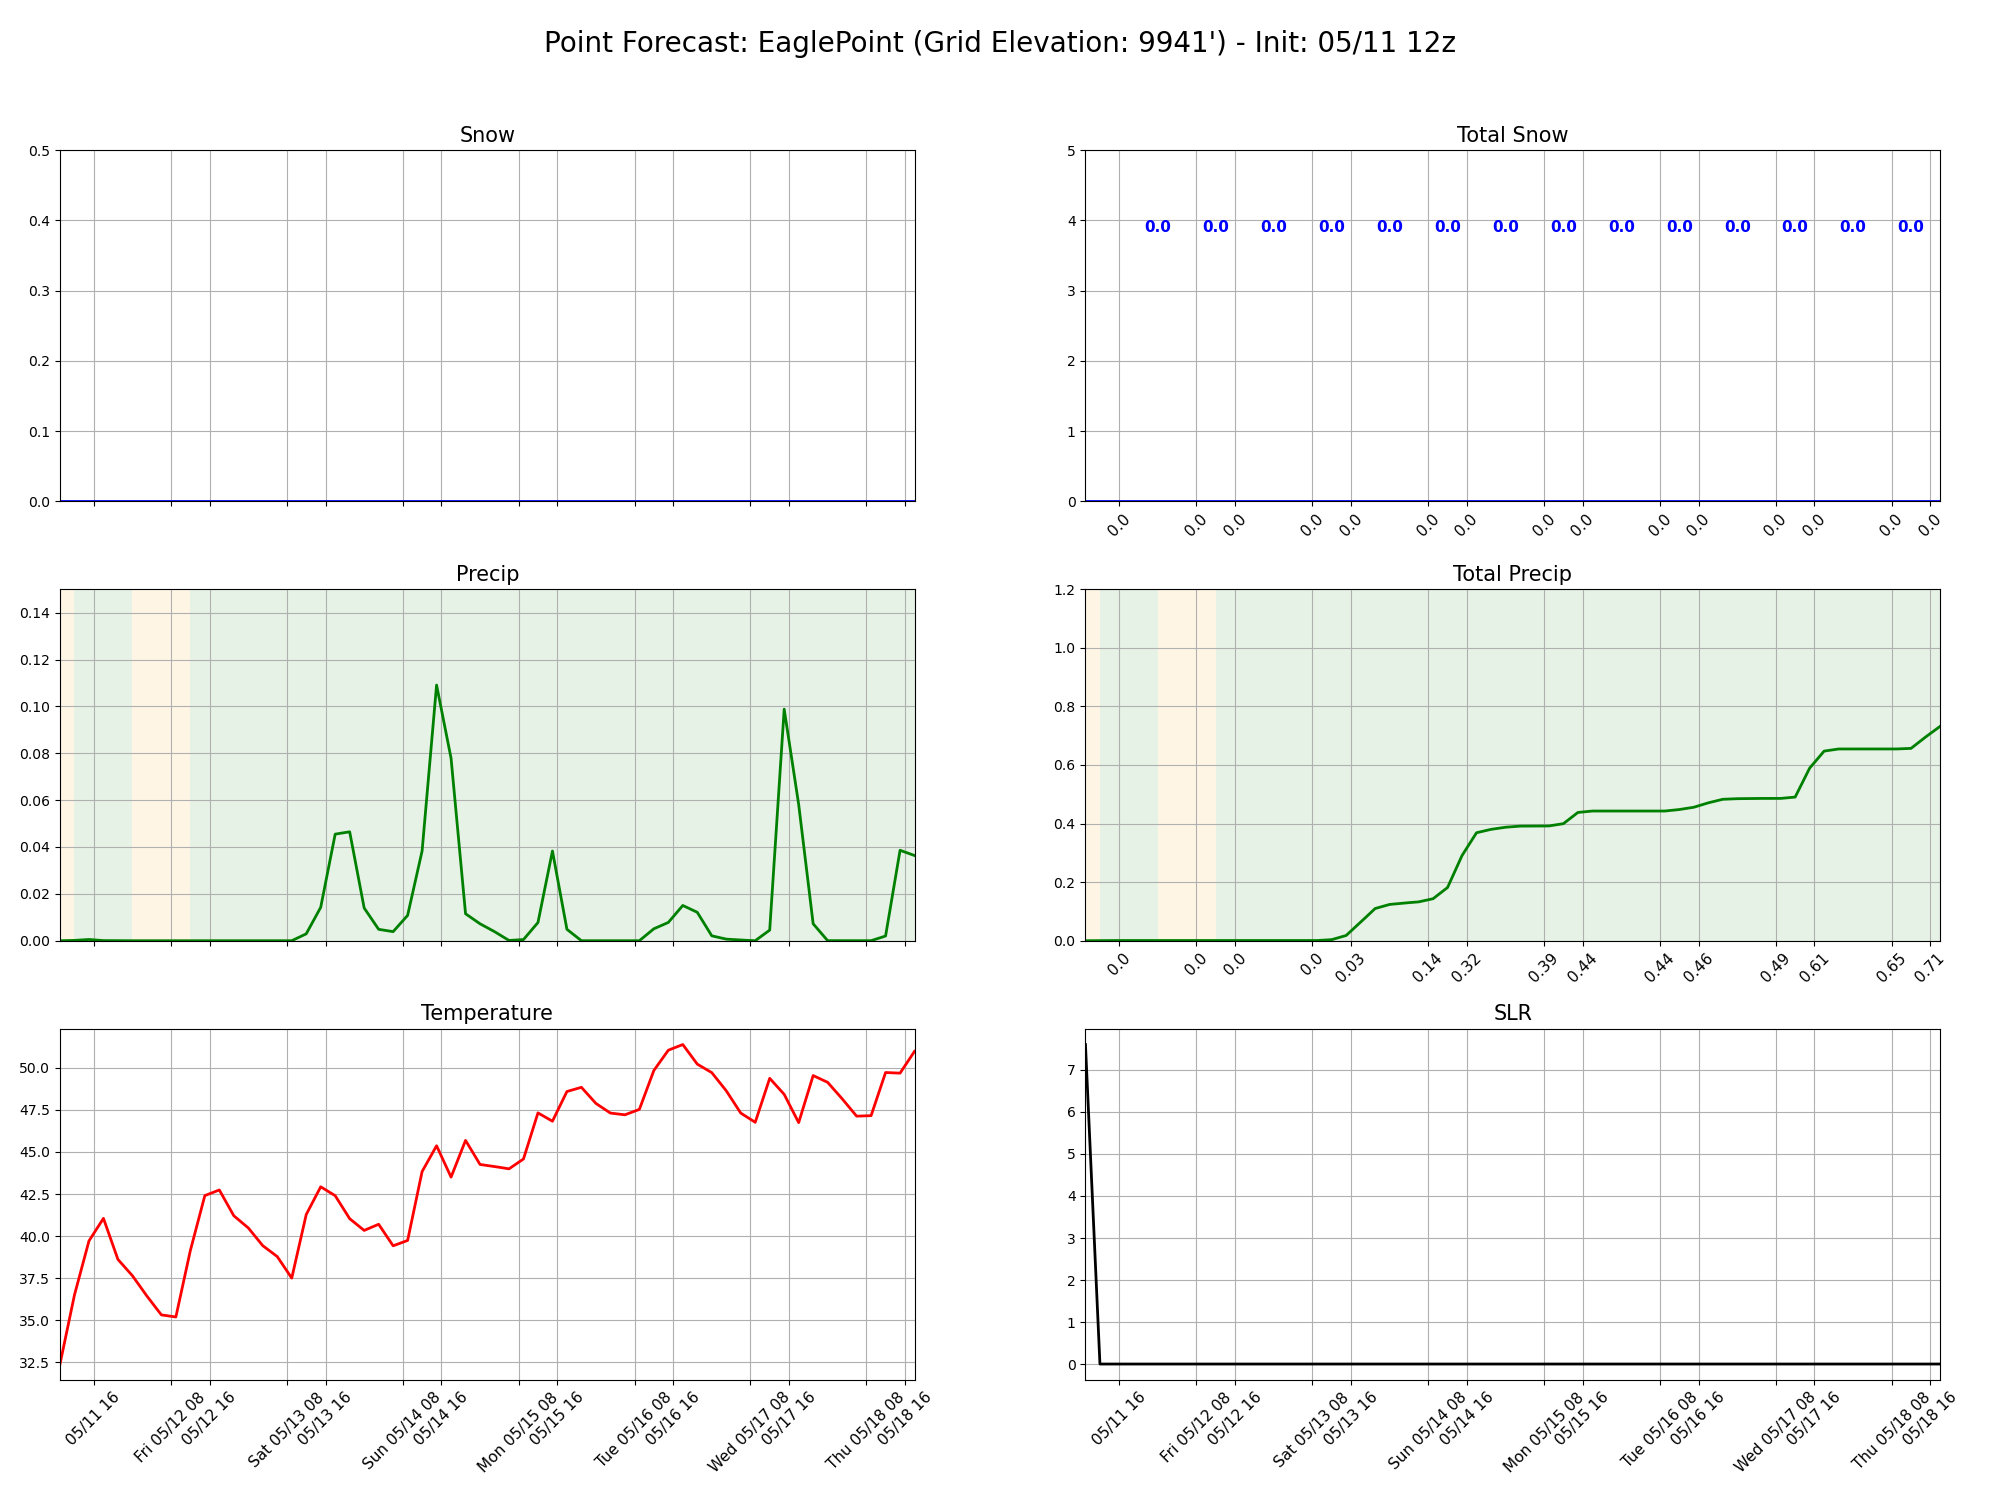 Point Forecast: EaglePoint (Grid Elevation: 9941') - Init: 05/11 12z
Snow
0.5
0.4
0.3
0.2
0.1
0.0
Total Snow
5
4
3
2
1
0
0.0 0.0 0.0 0.0 0.0 0.0 0.0 0.0 0.0 0.0 0.0 0.0 0.0 0.0
0.0 0.0 0.0 0.0 0.0 0.0 0.0 0.0 0.0 0.0 0.0 0.0 0.0 0.0 0.0
Precip
0.14
0.12
0.10
0.08
0.06
0.04
0.02
0.00
Total Precip
1.2
1.0
0.8
0.6
0.4
0.2
0.0
0.0 0.0 0.0 0.0 0.03 0.14 0.32 0.39 0.44 0.44 0.46 0.49 0.61 0.65 0.71
Temperature
50.0
47.5
45.0
42.5
40.0
37.5
35.0
32.5
05/11 16
Fri 05/12 08
05/12 16
Sat 05/13 08
05/13 16
Sun 05/14 08
05/14 16
Mon 05/15 08
05/15 16
Tue 05/16 08
05/16 16
Wed 05/17 08
05/17 16
Thu 05/18 08
05/18 16
SLR
7
6
5
4
3
2
1
0
05/11 16
Fri 05/12 08
05/12 16
Sat 05/13 08
05/13 16
Sun 05/14 08
05/14 16
Mon 05/15 08
05/15 16
Tue 05/16 08
05/16 16
Wed 05/17 08
05/17 16
Thu 05/18 08
05/18 16